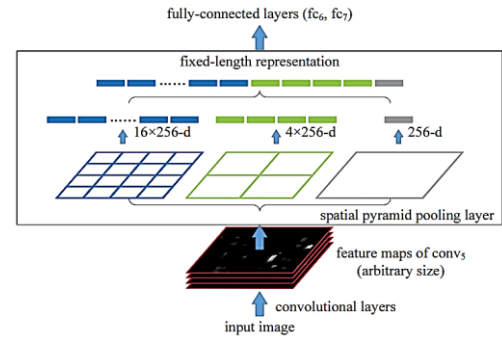 fully-connected layers (fc₆, fc₇)
fixed-length representation
......
......
16×256-d
4×256-d
256-d
spatial pyramid pooling layer
feature maps of conv₅
(arbitrary size)
convolutional layers
input image